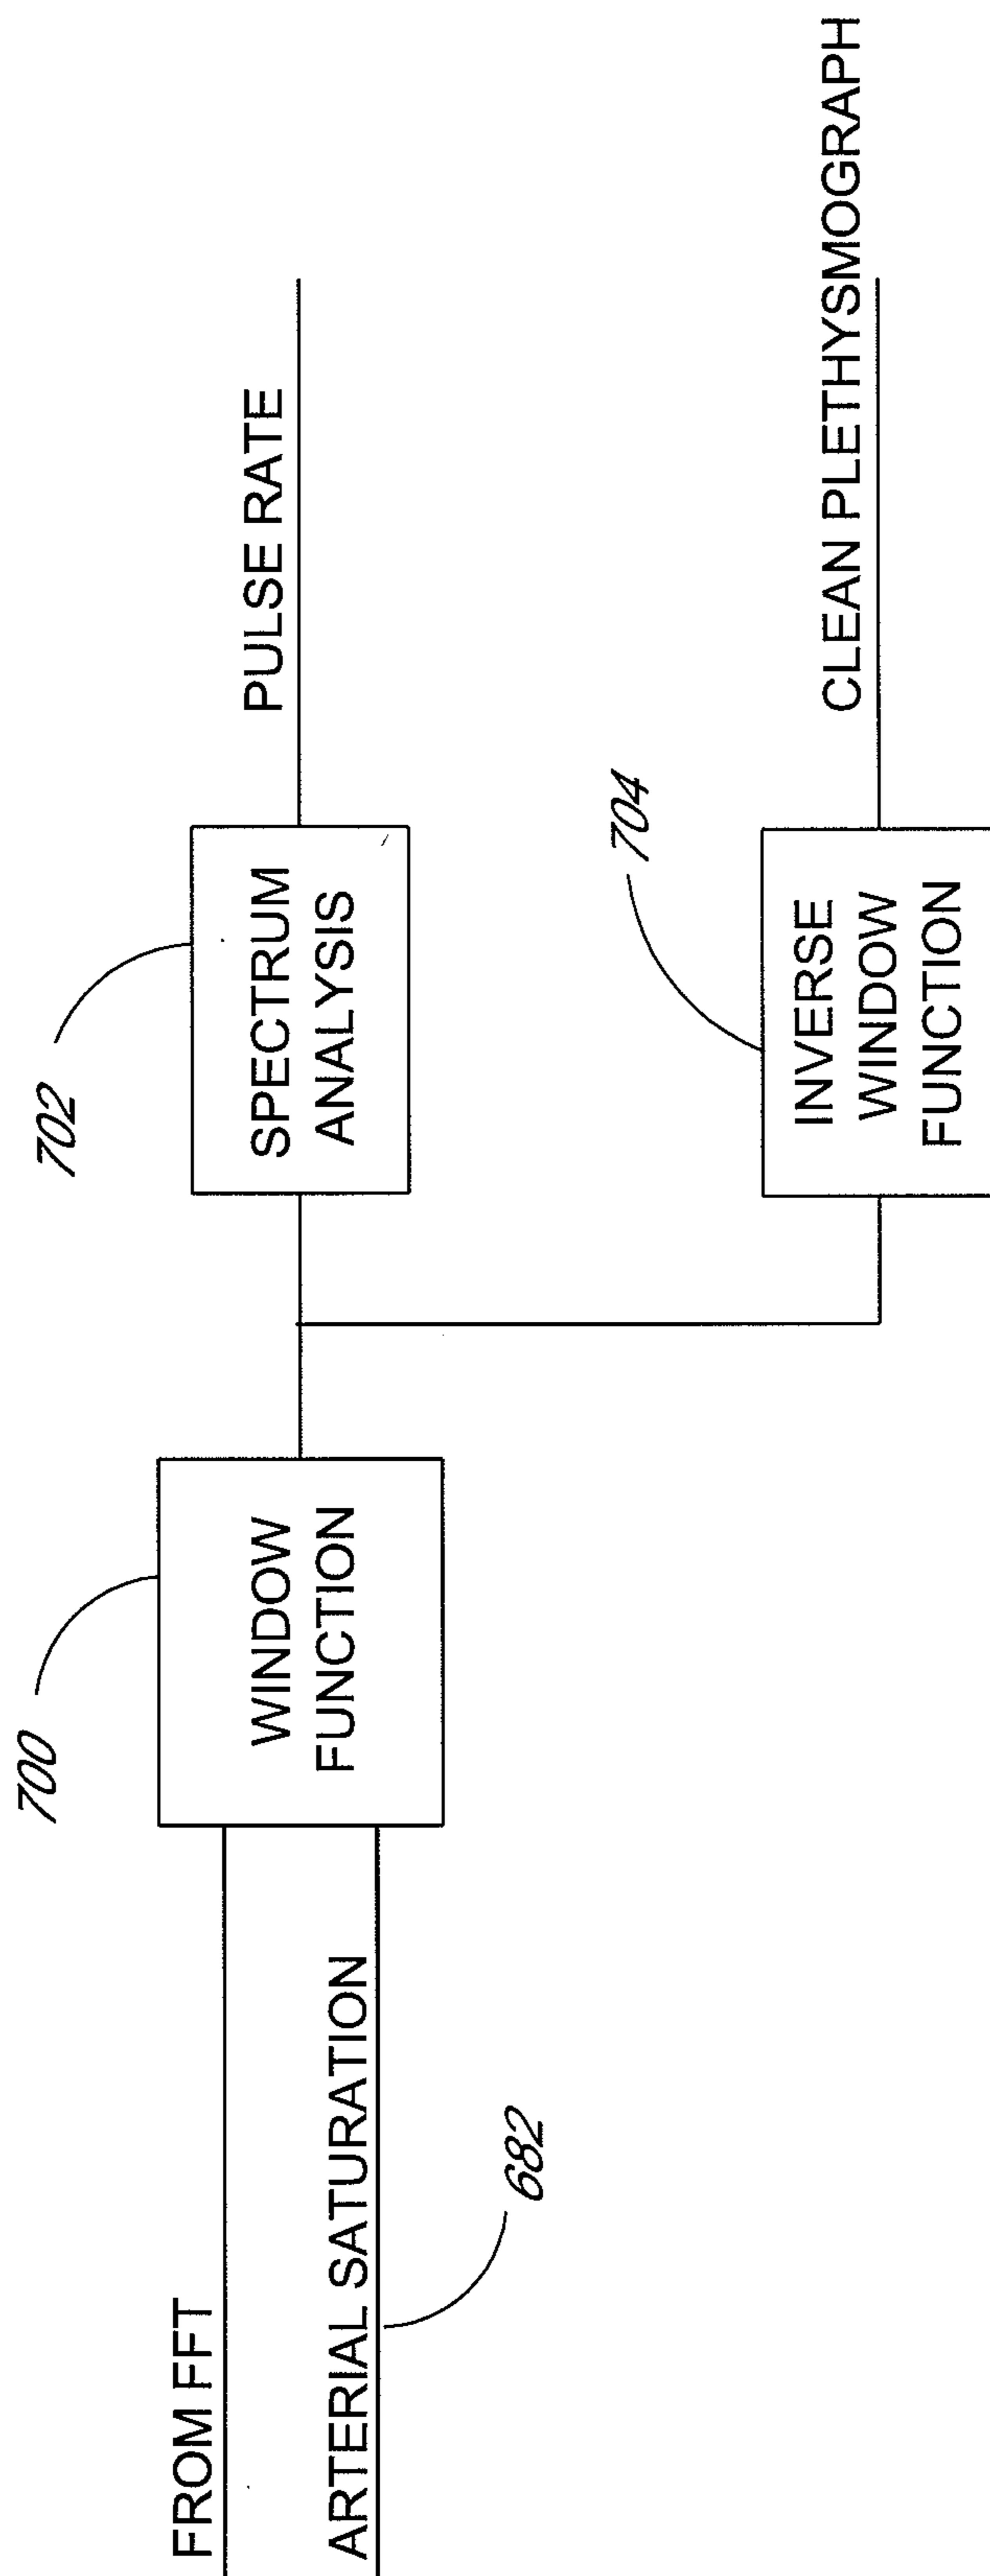 FROM FFT
ARTERIAL SATURATION
682
700
WINDOW
FUNCTION
702
SPECTRUM
ANALYSIS
PULSE RATE
704
INVERSE
WINDOW
FUNCTION
CLEAN PLETHYSMOGRAPH